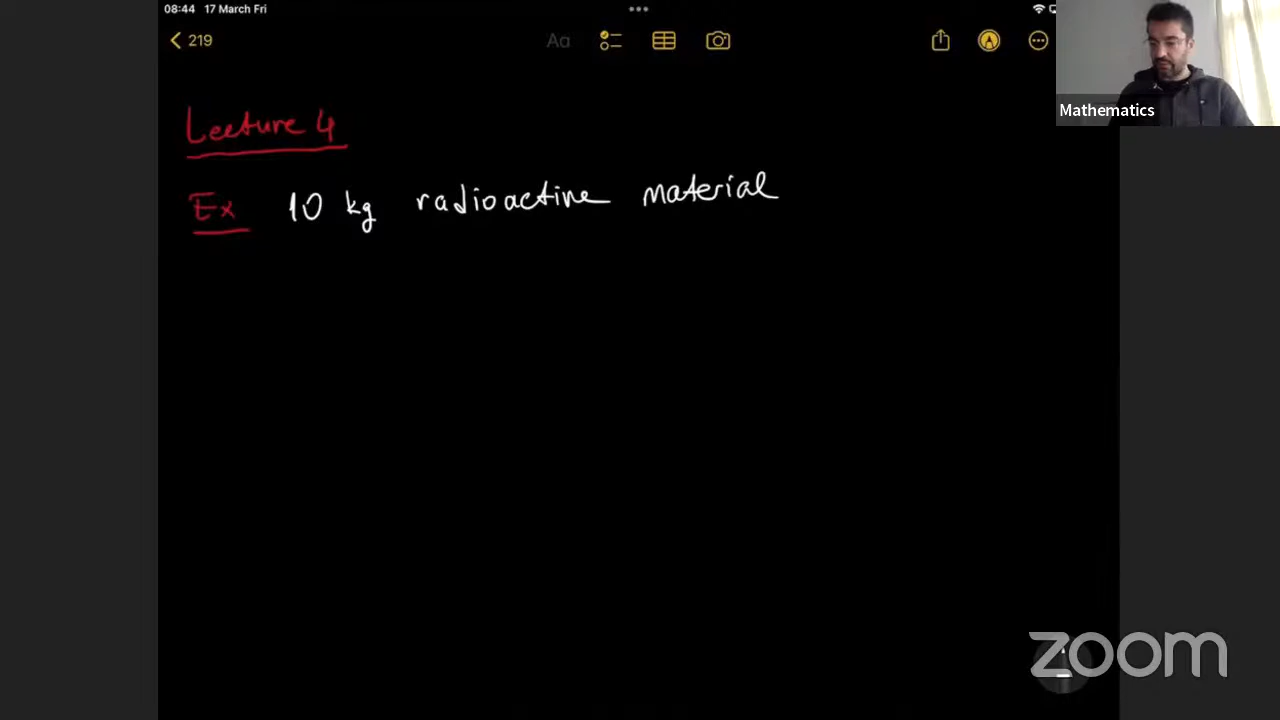 08:44 17 March Fri
219
Aa
Mathematics
Lecture 4
Ex 10 kg radioactive material
zoom